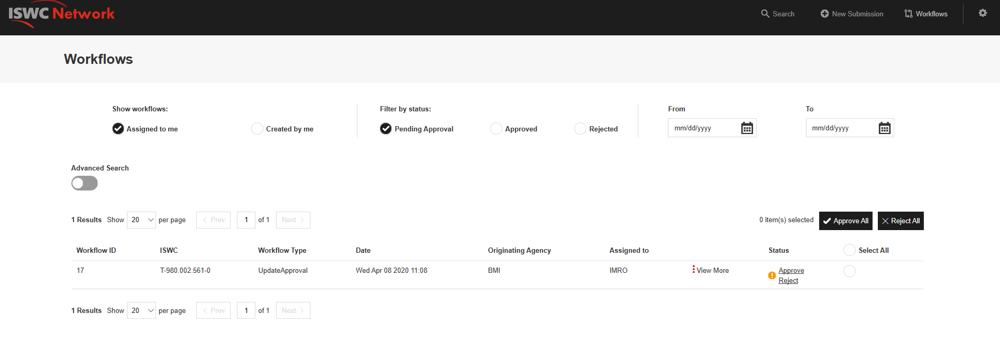 ISWC Network
Search
New Submission
Workflows
Workflows
Show workflows:
Assigned to me
Created by me
Filter by status:
Pending Approval
Approved
Rejected
From
mm/dd/yyyy
To
mm/dd/yyyy
Advanced Search
1 Results Show 20 per page Prev 1 of 1 Next
0 item(s) selected Approve All Reject All
Workflow ID ISWC Workflow Type Date Originating Agency Assigned to Status Select All
17 T-980.002.561-0 UpdateApproval Wed Apr 08 2020 11:08 BMI IMRO View More Approve
Reject
1 Results Show 20 per page Prev 1 of 1 Next